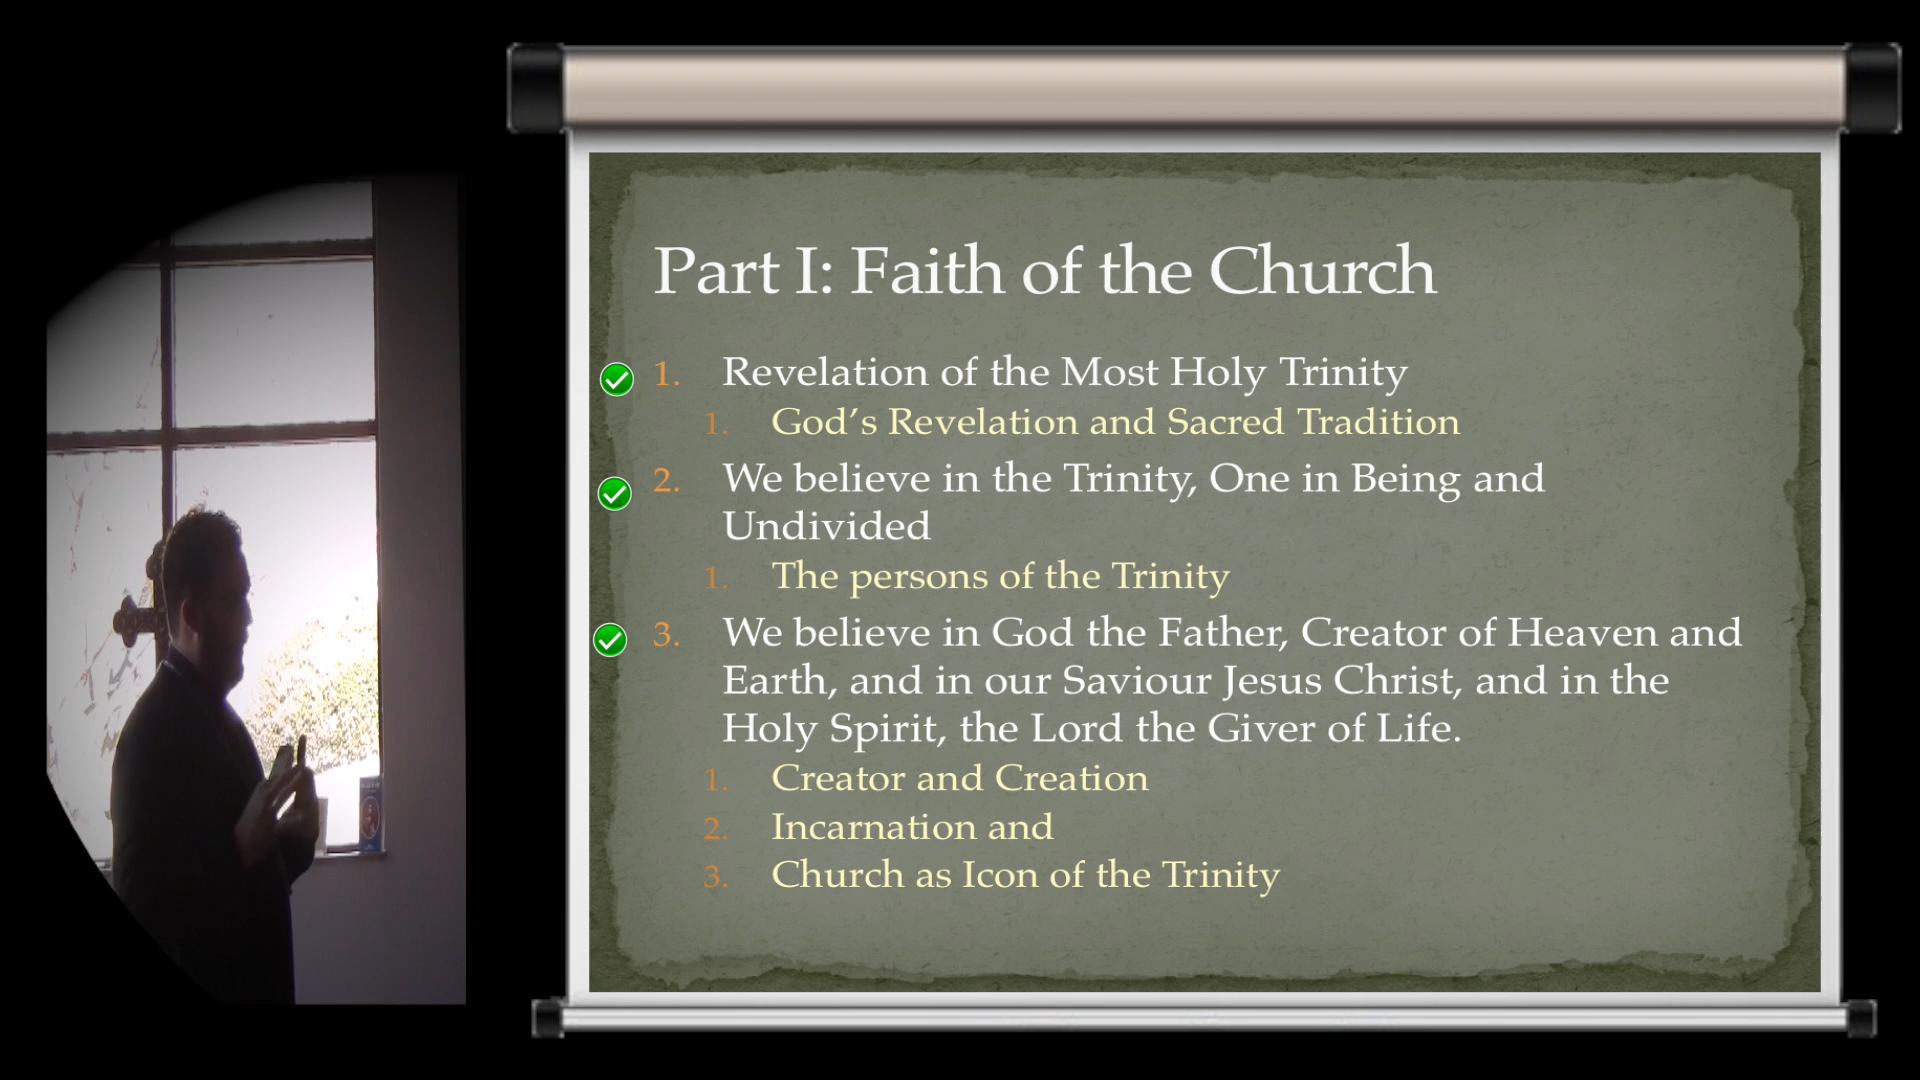 Part I: Faith of the Church
1. Revelation of the Most Holy Trinity
1. God's Revelation and Sacred Tradition
2. We believe in the Trinity, One in Being and
Undivided
1. The persons of the Trinity
3. We believe in God the Father, Creator of Heaven and
Earth, and in our Saviour Jesus Christ, and in the
Holy Spirit, the Lord the Giver of Life.
1. Creator and Creation
2. Incarnation and
3. Church as Icon of the Trinity